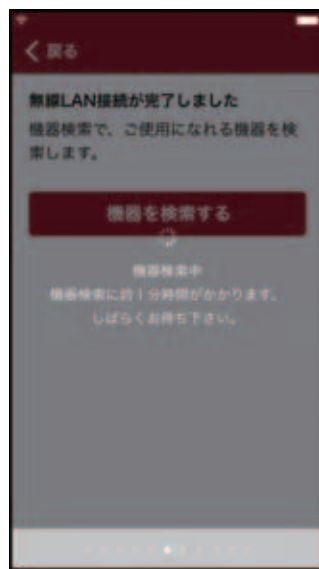 戻る
無線LAN接続が完了しました
機器検索で、ご使用になれる機器を検
索します。
機器を検索する
機器検索中
機器検索に約1分時間がかかります。
しばらくお待ち下さい。